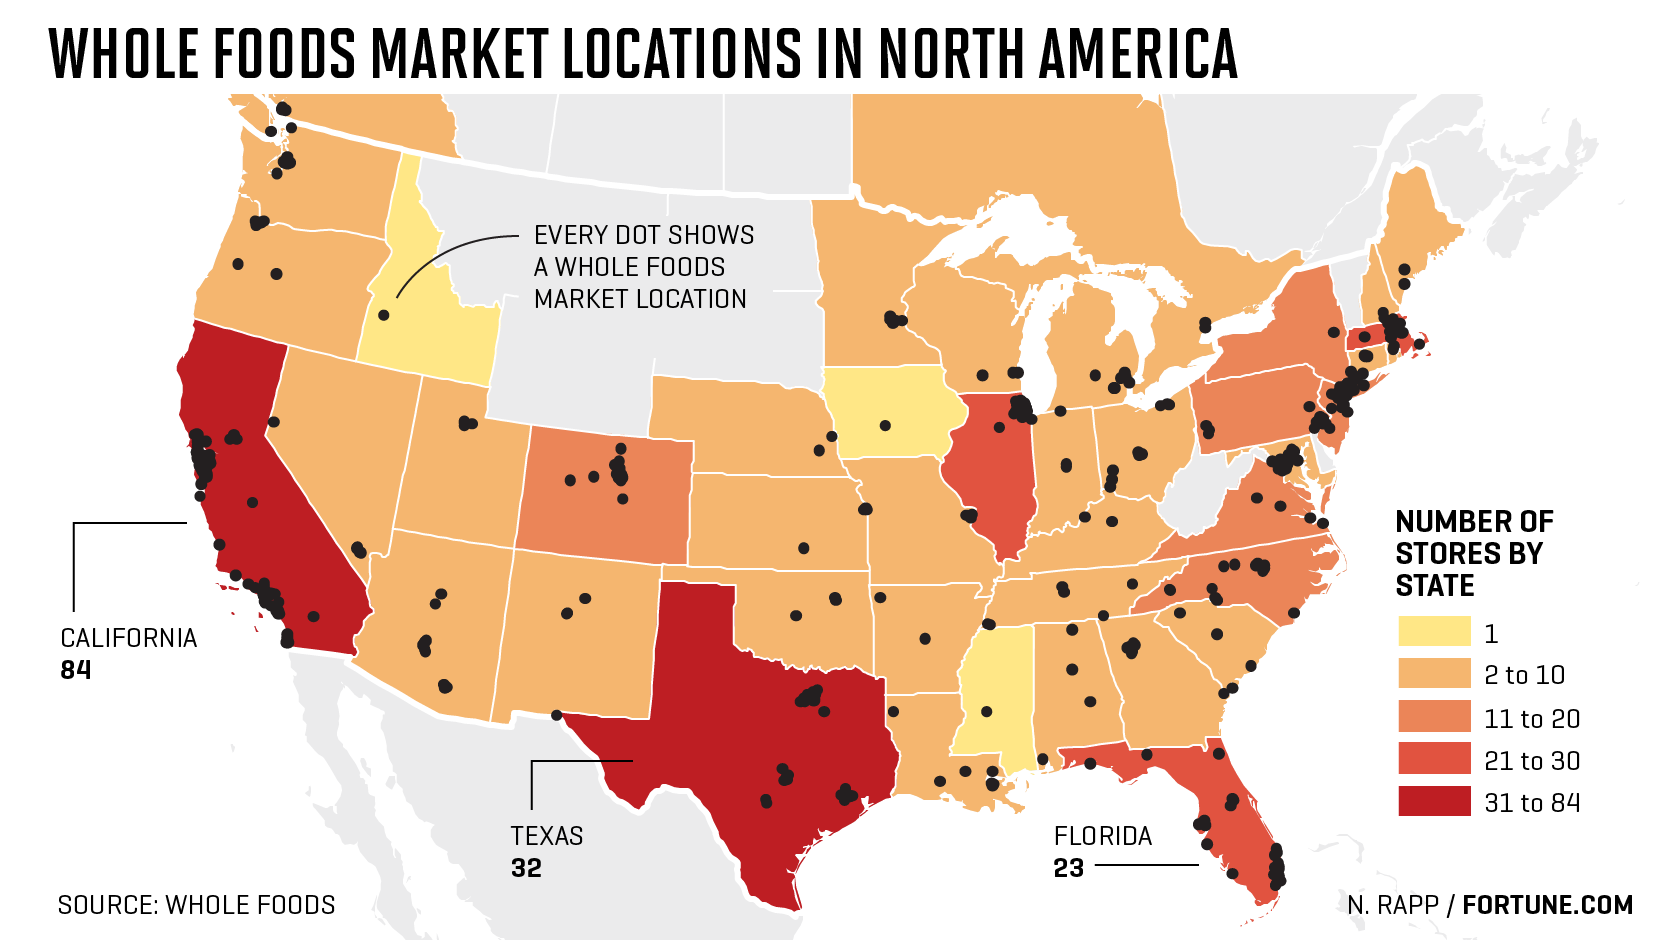 WHOLE FOODS MARKET LOCATIONS IN NORTH AMERICA
EVERY DOT SHOWS
A WHOLE FOODS
MARKET LOCATION
CALIFORNIA
84
TEXAS
32
FLORIDA
23
NUMBER OF
STORES BY
STATE
1
2 to 10
11 to 20
21 to 30
31 to 84
SOURCE: WHOLE FOODS
N. RAPP / FORTUNE.COM